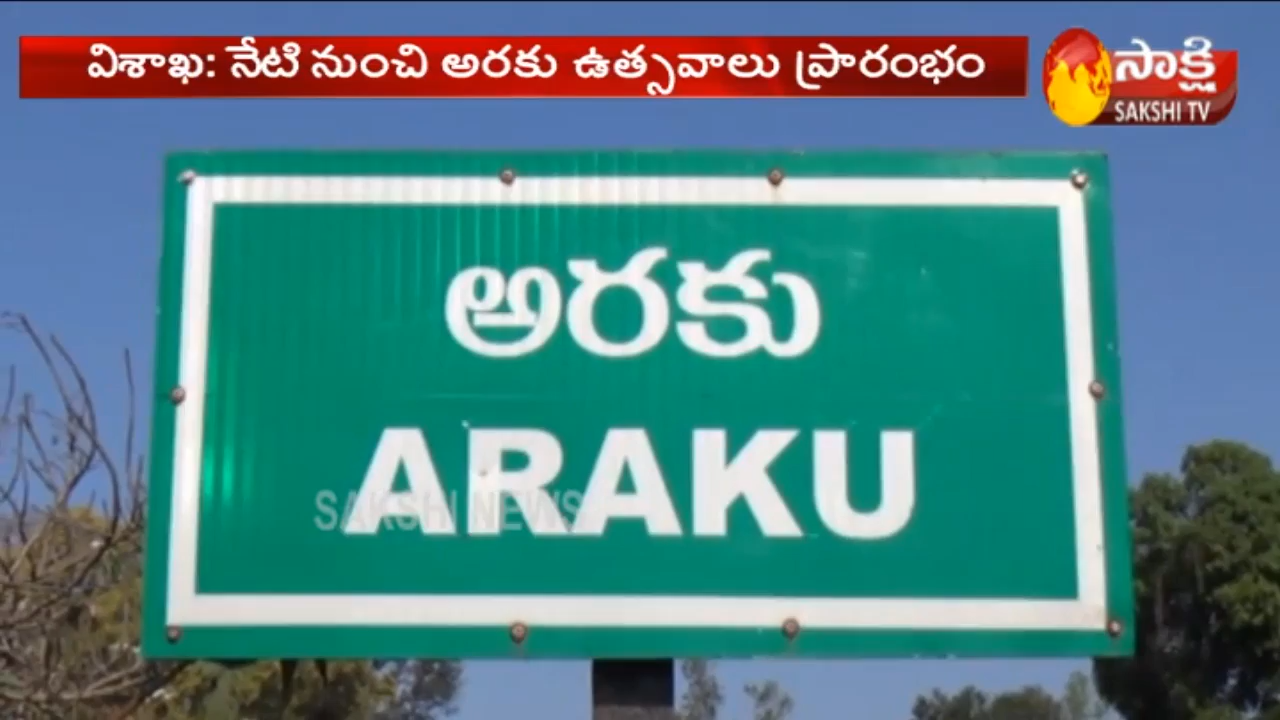 విశాఖ: నేటి నుంచి అరకు ఉత్సవాలు ప్రారంభం
సాక్షి
SAKSHI TV
అరకు
ARAKU
SAKSHI NEWS